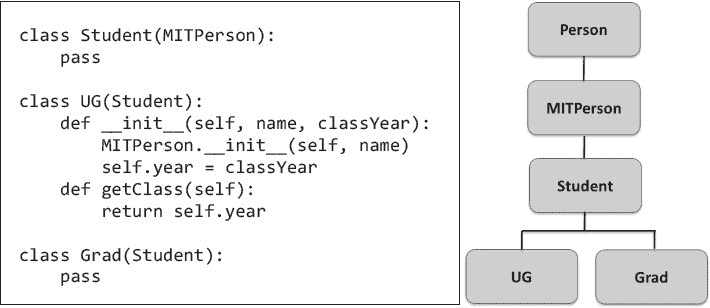 class Student(MITPerson):
    pass

class UG(Student):
    def __init__(self, name, classYear):
        MITPerson.__init__(self, name)
        self.year = classYear
    def getClass(self):
        return self.year

class Grad(Student):
    pass

Person
MITPerson
Student
UG
Grad